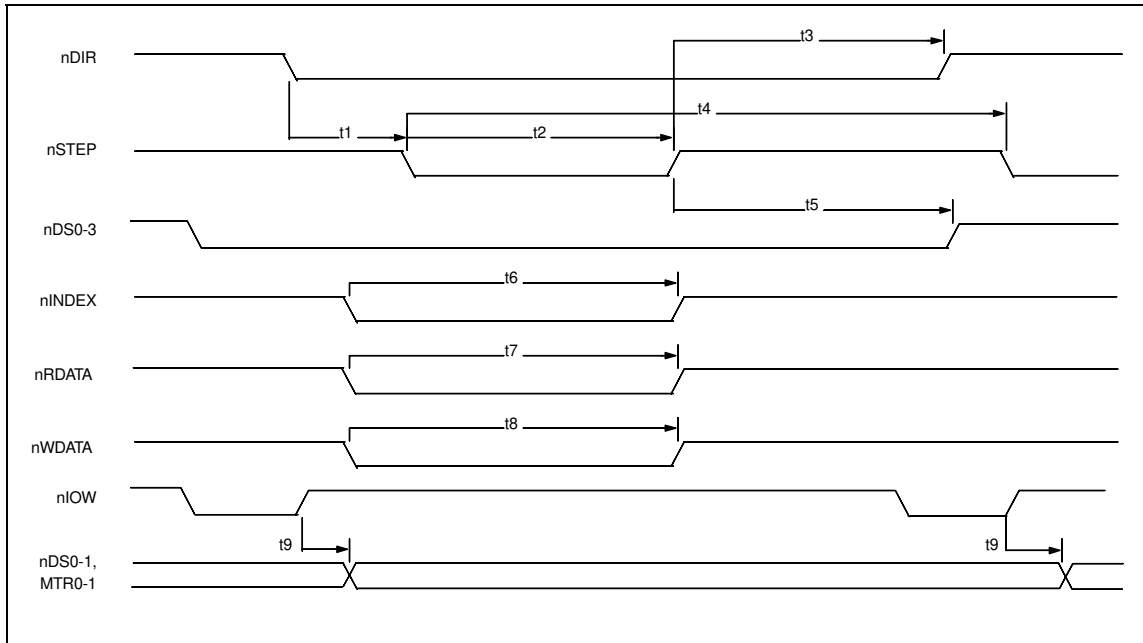 t3
nDIR
t4
t1
t2
nSTEP
t5
nDS0-3
t6
nINDEX
t7
nRDATA
t8
nWDATA
nIOW
t9
t9
nDS0-1,
MTR0-1